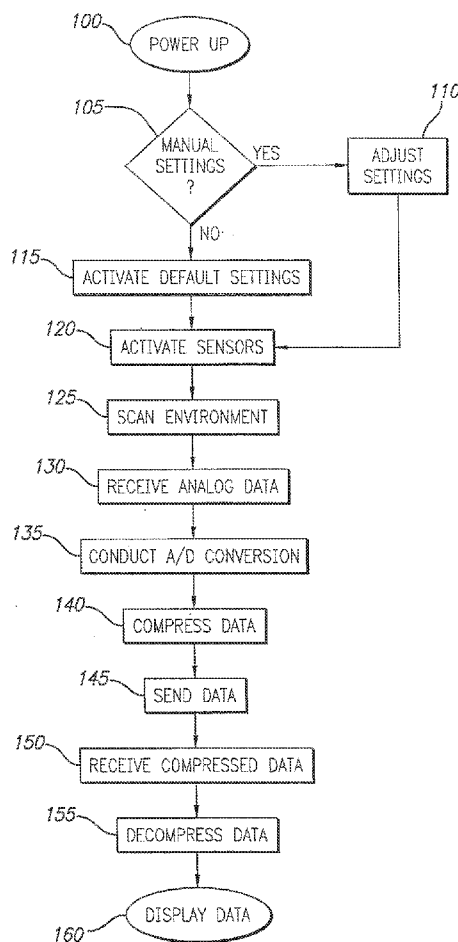 100
POWER UP
105
110
MANUAL
SETTINGS
?
YES
ADJUST
SETTINGS
NO
115
ACTIVATE DEFAULT SETTINGS
120
ACTIVATE SENSORS
125
SCAN ENVIRONMENT
130
RECEIVE ANALOG DATA
135
CONDUCT A/D CONVERSION
140
COMPRESS DATA
145
SEND DATA
150
RECEIVE COMPRESSED DATA
155
DECOMPRESS DATA
DISPLAY DATA
160